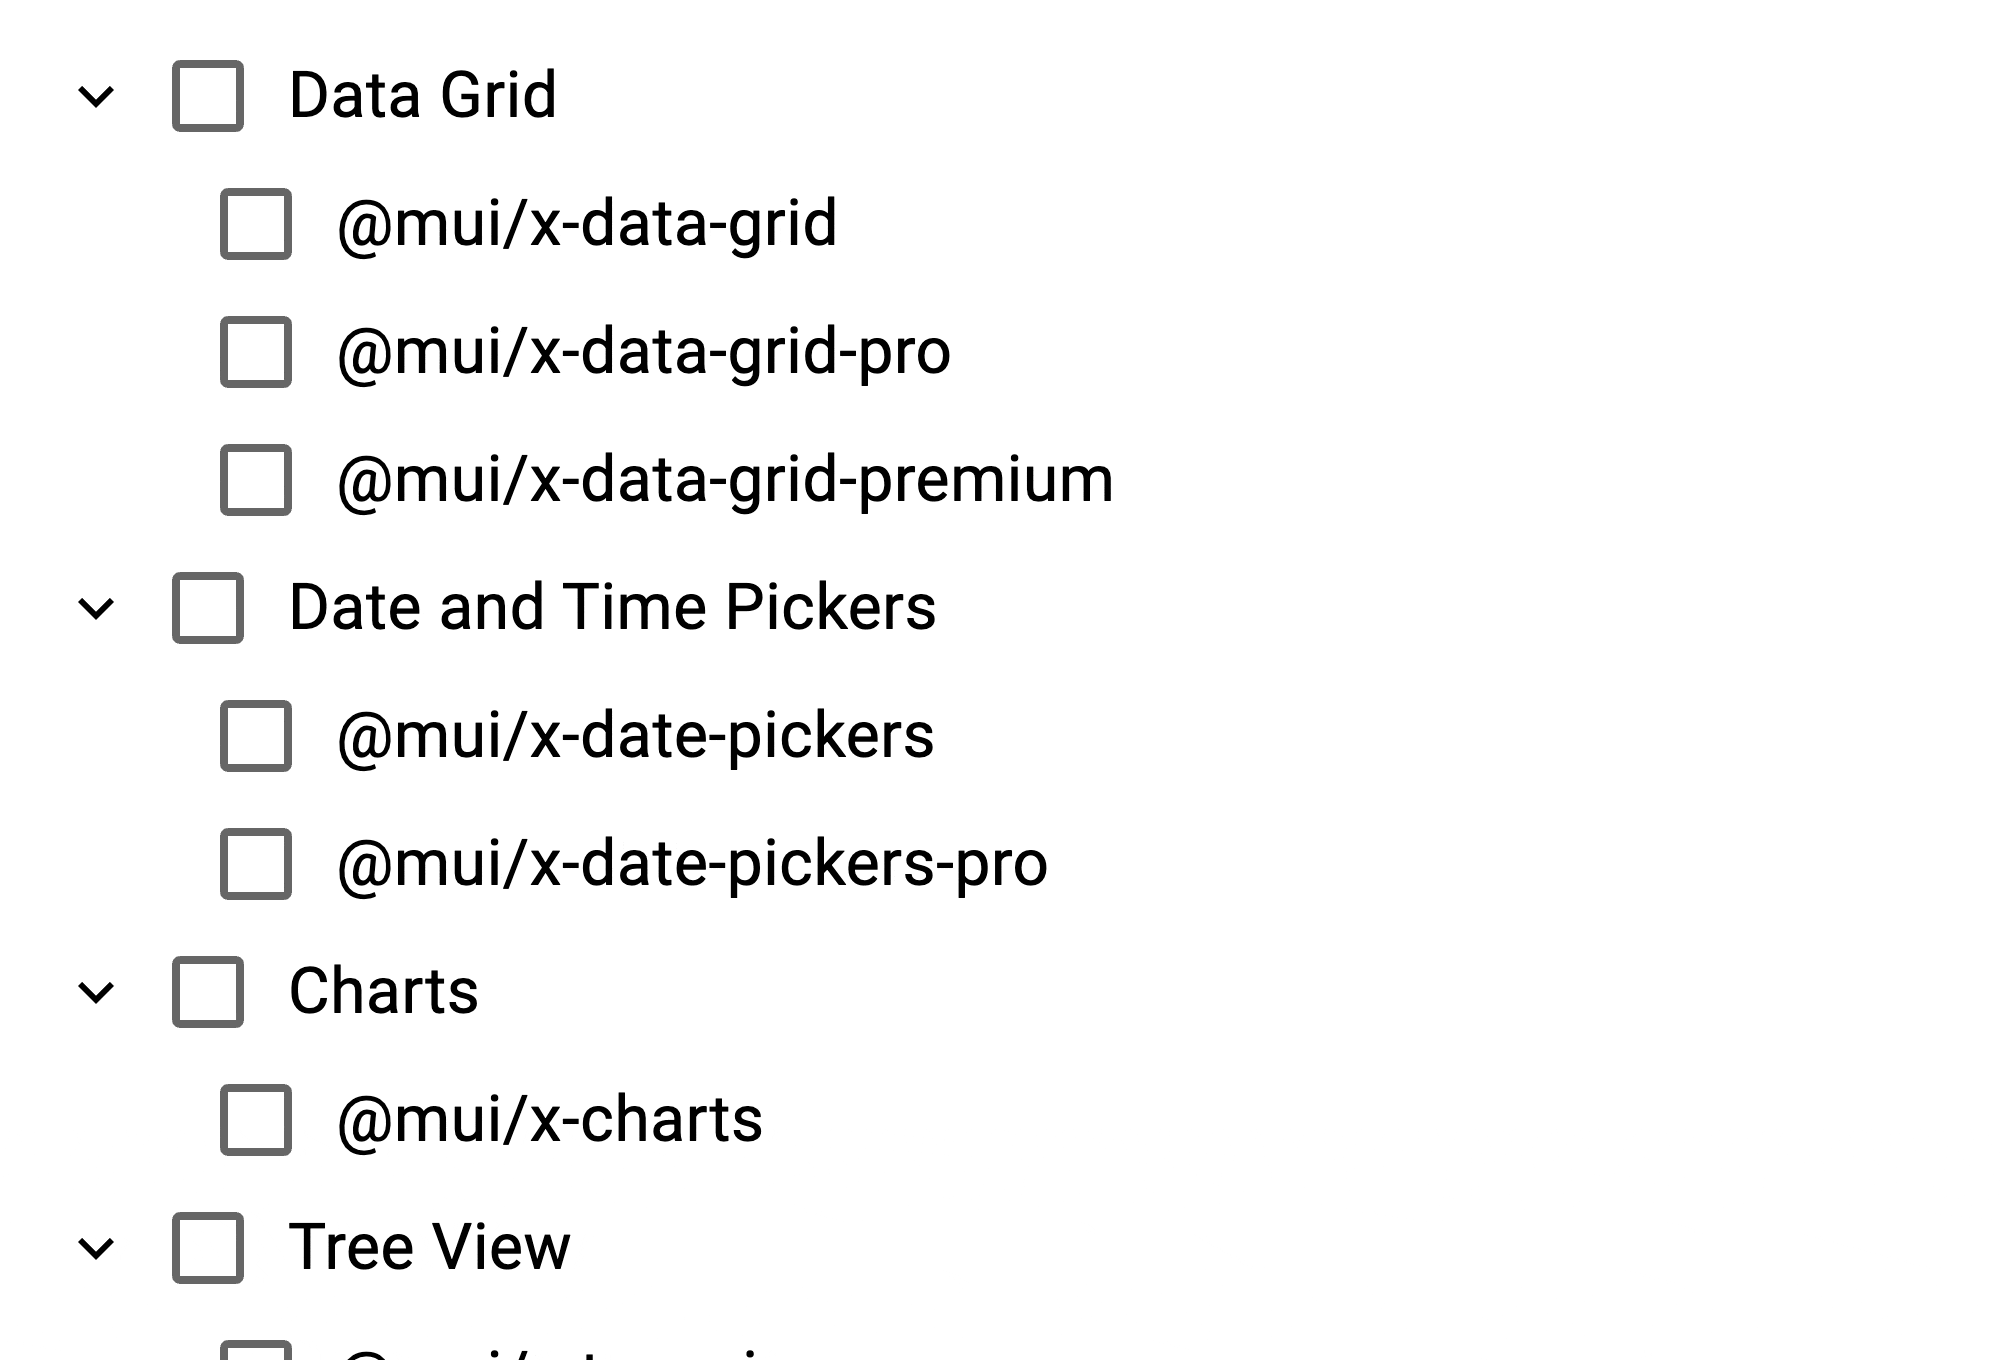 Data Grid
@mui/x-data-grid
@mui/x-data-grid-pro
@mui/x-data-grid-premium
Date and Time Pickers
@mui/x-date-pickers
@mui/x-date-pickers-pro
Charts
@mui/x-charts
Tree View